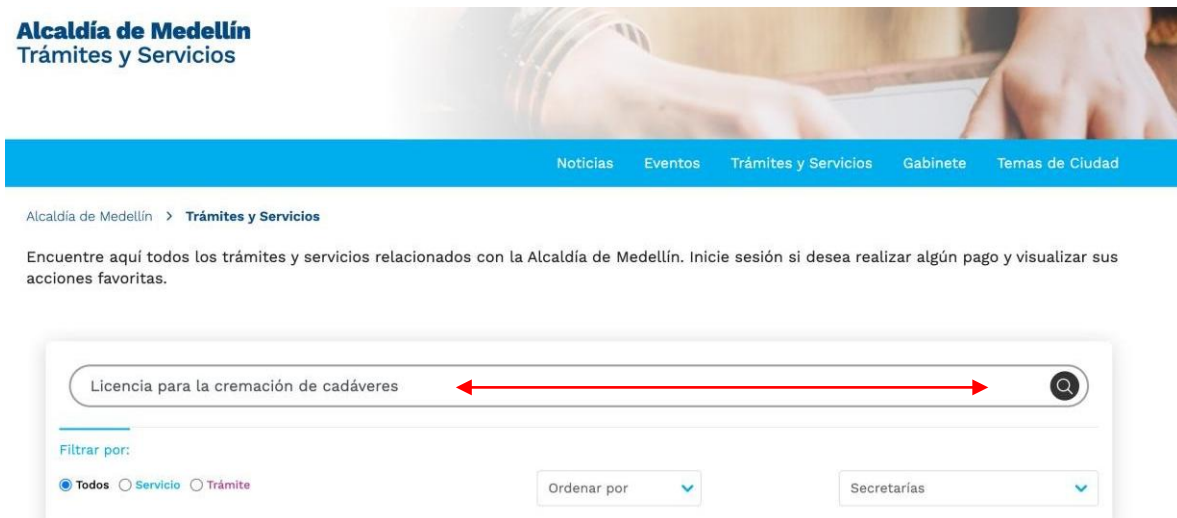 Alcaldía de Medellín
Trámites y Servicios
Noticias Eventos Trámites y Servicios Gabinete Temas de Ciudad
Alcaldía de Medellín > Trámites y Servicios
Encuentre aquí todos los trámites y servicios relacionados con la Alcaldía de Medellín. Inicie sesión si desea realizar algún pago y visualizar sus
acciones favoritas.
Licencia para la cremación de cadáveres
Filtrar por:
Todos Servicio Trámite Ordenar por Secretarías